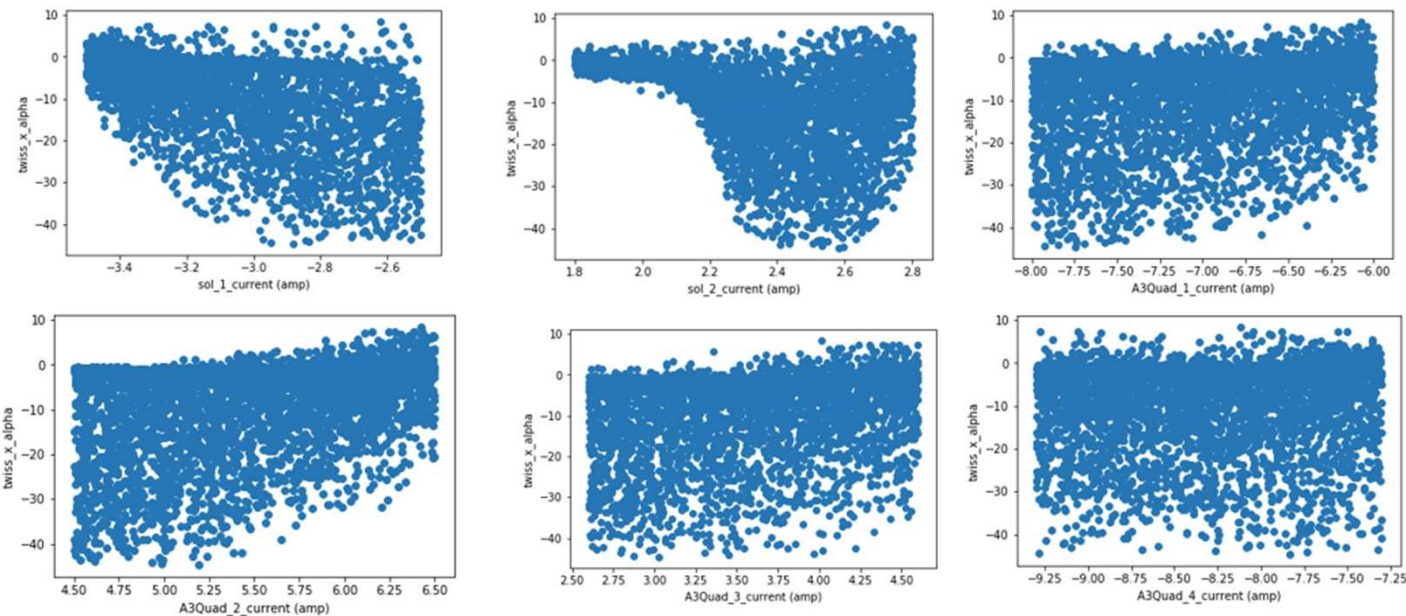 10
0
−10
−20
−30
−40
twiss_x_alpha
−3.4 −3.2 −3.0 −2.8 −2.6
sol_1_current (amp)
10
0
−10
−20
−30
−40
twiss_x_alpha
1.8 2.0 2.2 2.4 2.6 2.8
sol_2_current (amp)
10
0
−10
−20
−30
−40
twiss_x_alpha
−8.00 −7.75 −7.50 −7.25 −7.00 −6.75 −6.50 −6.25 −6.00
A3Quad_1_current (amp)
10
0
−10
−20
−30
−40
twiss_x_alpha
4.50 4.75 5.00 5.25 5.50 5.75 6.00 6.25 6.50
A3Quad_2_current (amp)
10
0
−10
−20
−30
−40
twiss_x_alpha
2.50 2.75 3.00 3.25 3.50 3.75 4.00 4.25 4.50
A3Quad_3_current (amp)
10
0
−10
−20
−30
−40
twiss_x_alpha
−9.25 −9.00 −8.75 −8.50 −8.25 −8.00 −7.75 −7.50 −7.25
A3Quad_4_current (amp)